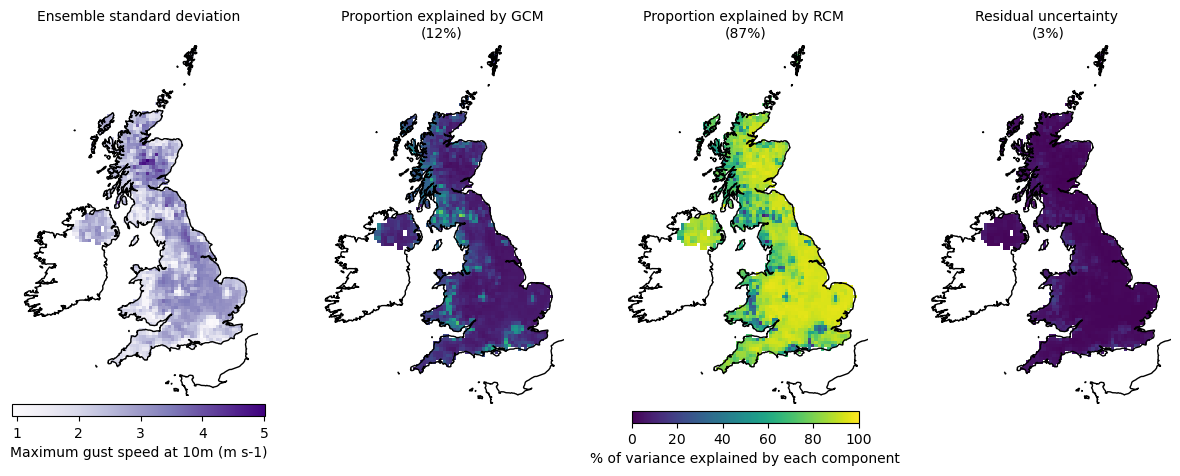 Ensemble standard deviation
Proportion explained by GCM
(12%)
Proportion explained by RCM
(87%)
Residual uncertainty
(3%)
1 2 3 4 5
Maximum gust speed at 10m (m s-1)
0 20 40 60 80 100
% of variance explained by each component